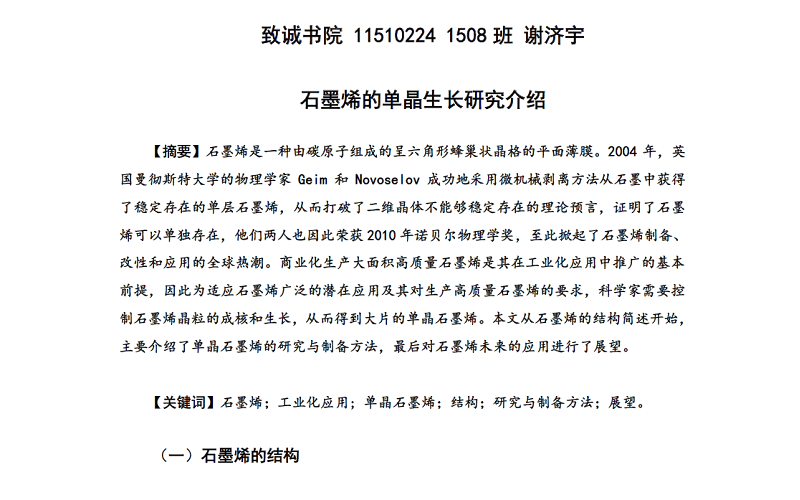 致诚书院 11510224 1508 班 谢济宇
石墨烯的单晶生长研究介绍
【摘要】石墨烯是一种由碳原子组成的呈六角形蜂巢状晶格的平面薄膜。2004 年，英
国曼彻斯特大学的物理学家 Geim 和 Novoselov 成功地采用微机械剥离方法从石墨中获得
了稳定存在的单层石墨烯，从而打破了二维晶体不能够稳定存在的理论预言，证明了石墨
烯可以单独存在，他们两人也因此荣获 2010 年诺贝尔物理学奖，至此掀起了石墨烯制备、
改性和应用的全球热潮。商业化生产大面积高质量石墨烯是其在工业化应用中推广的基本
前提，因此为适应石墨烯广泛的潜在应用及其对生产高质量石墨烯的要求，科学家需要控
制石墨烯晶粒的成核和生长，从而得到大片的单晶石墨烯。本文从石墨烯的结构简述开始，
主要介绍了单晶石墨烯的研究与制备方法，最后对石墨烯未来的应用进行了展望。
【关键词】石墨烯；工业化应用；单晶石墨烯；结构；研究与制备方法；展望。
（一）石墨烯的结构